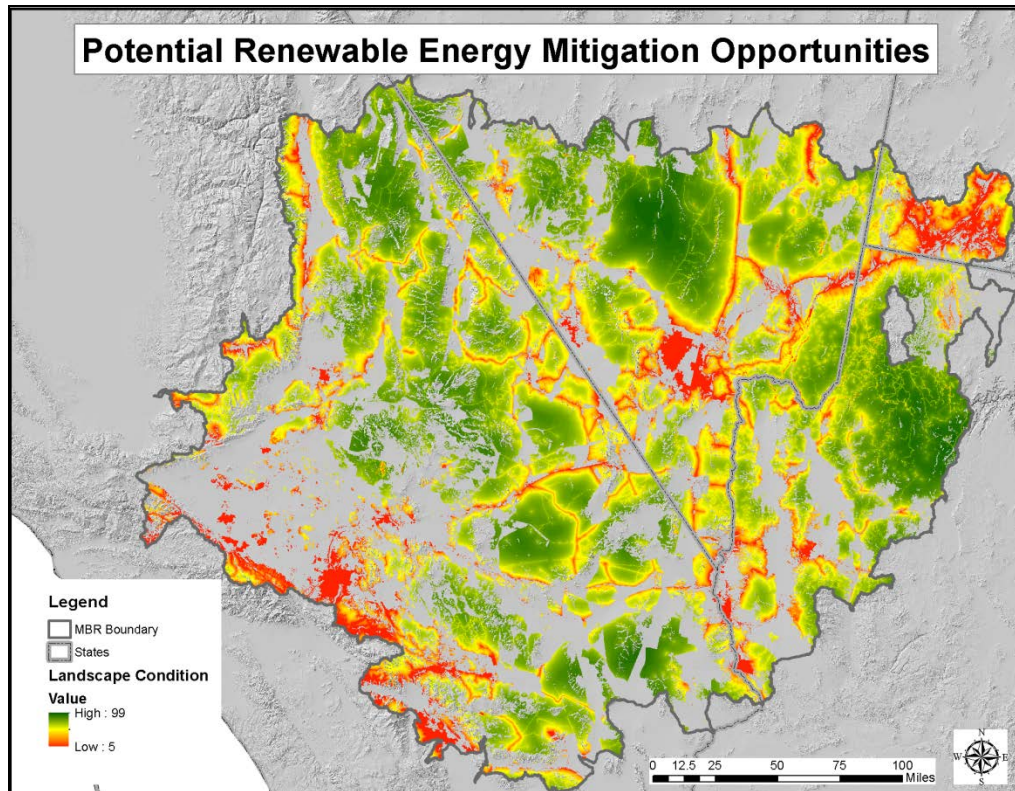 Potential Renewable Energy Mitigation Opportunities
Legend
MBR Boundary
States
Landscape Condition
Value
High : 99
Low : 5
N
W E
S
0 12.5 25 50 75 100
Miles